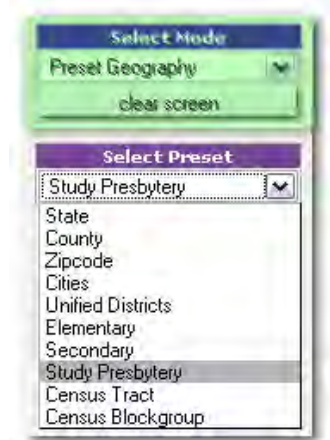 Select Mode
Preset Geography
clear screen
Select Preset
Study Presbytery
State
County
Zipcode
Cities
Unified Districts
Elementary
Secondary
Study Presbytery
Census Tract
Census Blockgroup